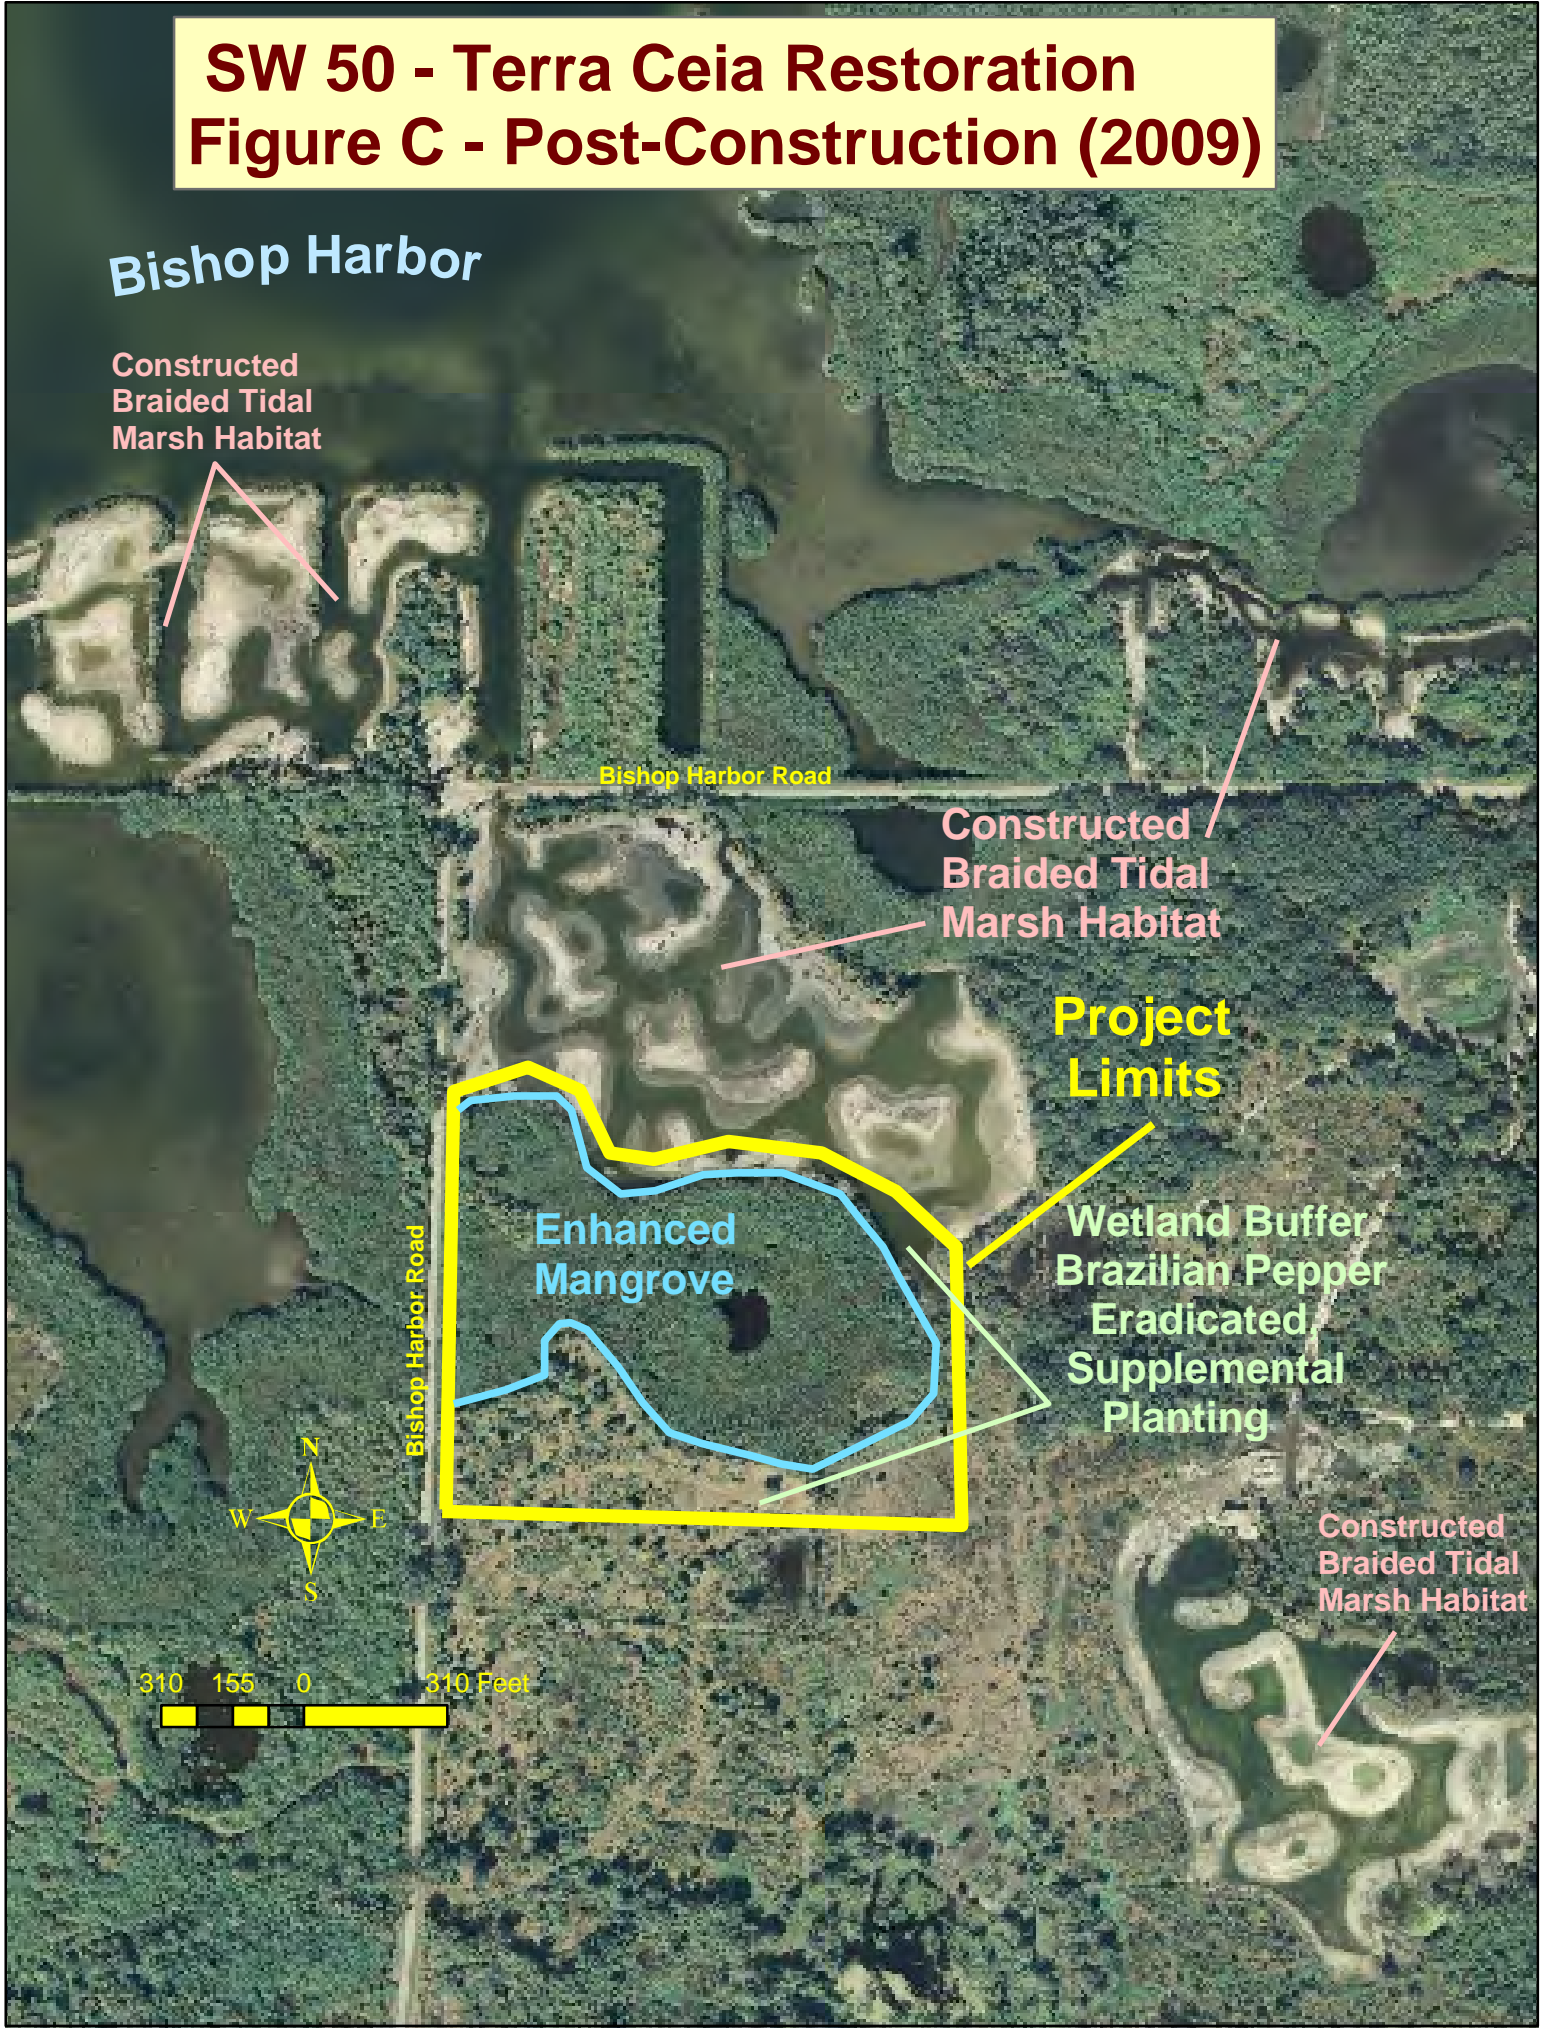 SW 50 - Terra Ceia Restoration
Figure C - Post-Construction (2009)
Bishop Harbor
Constructed
Braided Tidal
Marsh Habitat
Bishop Harbor Road
Constructed
Braided Tidal
Marsh Habitat
Project
Limits
Enhanced
Mangrove
Wetland Buffer
Brazilian Pepper
Eradicated,
Supplemental
Planting
Bishop Harbor Road
N
W E
S
Constructed
Braided Tidal
Marsh Habitat
310 155 0 310 Feet